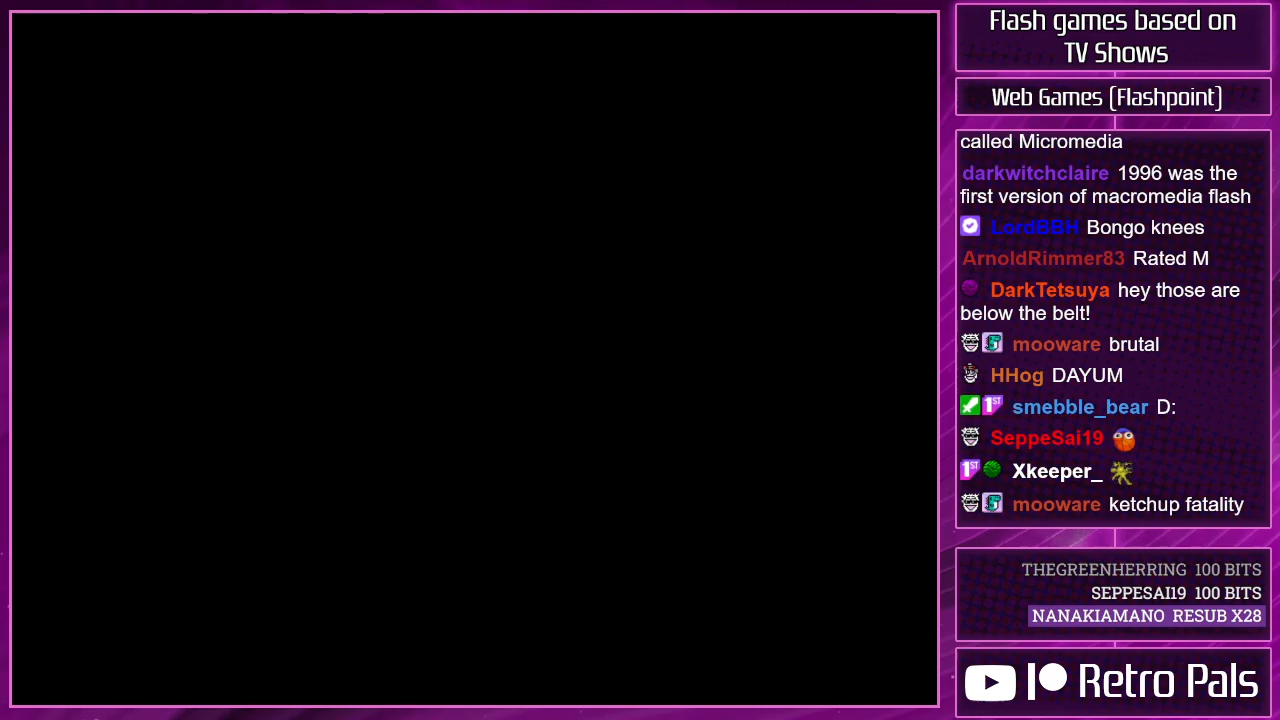 Flash games based on
TV Shows
Web Games (Flashpoint)
called Micromedia
darkwitchclaire 1996 was the
first version of macromedia flash
LordBBH Bongo knees
ArnoldRimmer83 Rated M
DarkTetsuya hey those are
below the belt!
mooware brutal
HHog DAYUM
1ST smebble_bear D:
SeppeSai19
1ST Xkeeper_
mooware ketchup fatality
THEGREENHERRING 100 BITS
SEPPESAI19 100 BITS
NANAKIAMANO RESUB X28
Retro Pals